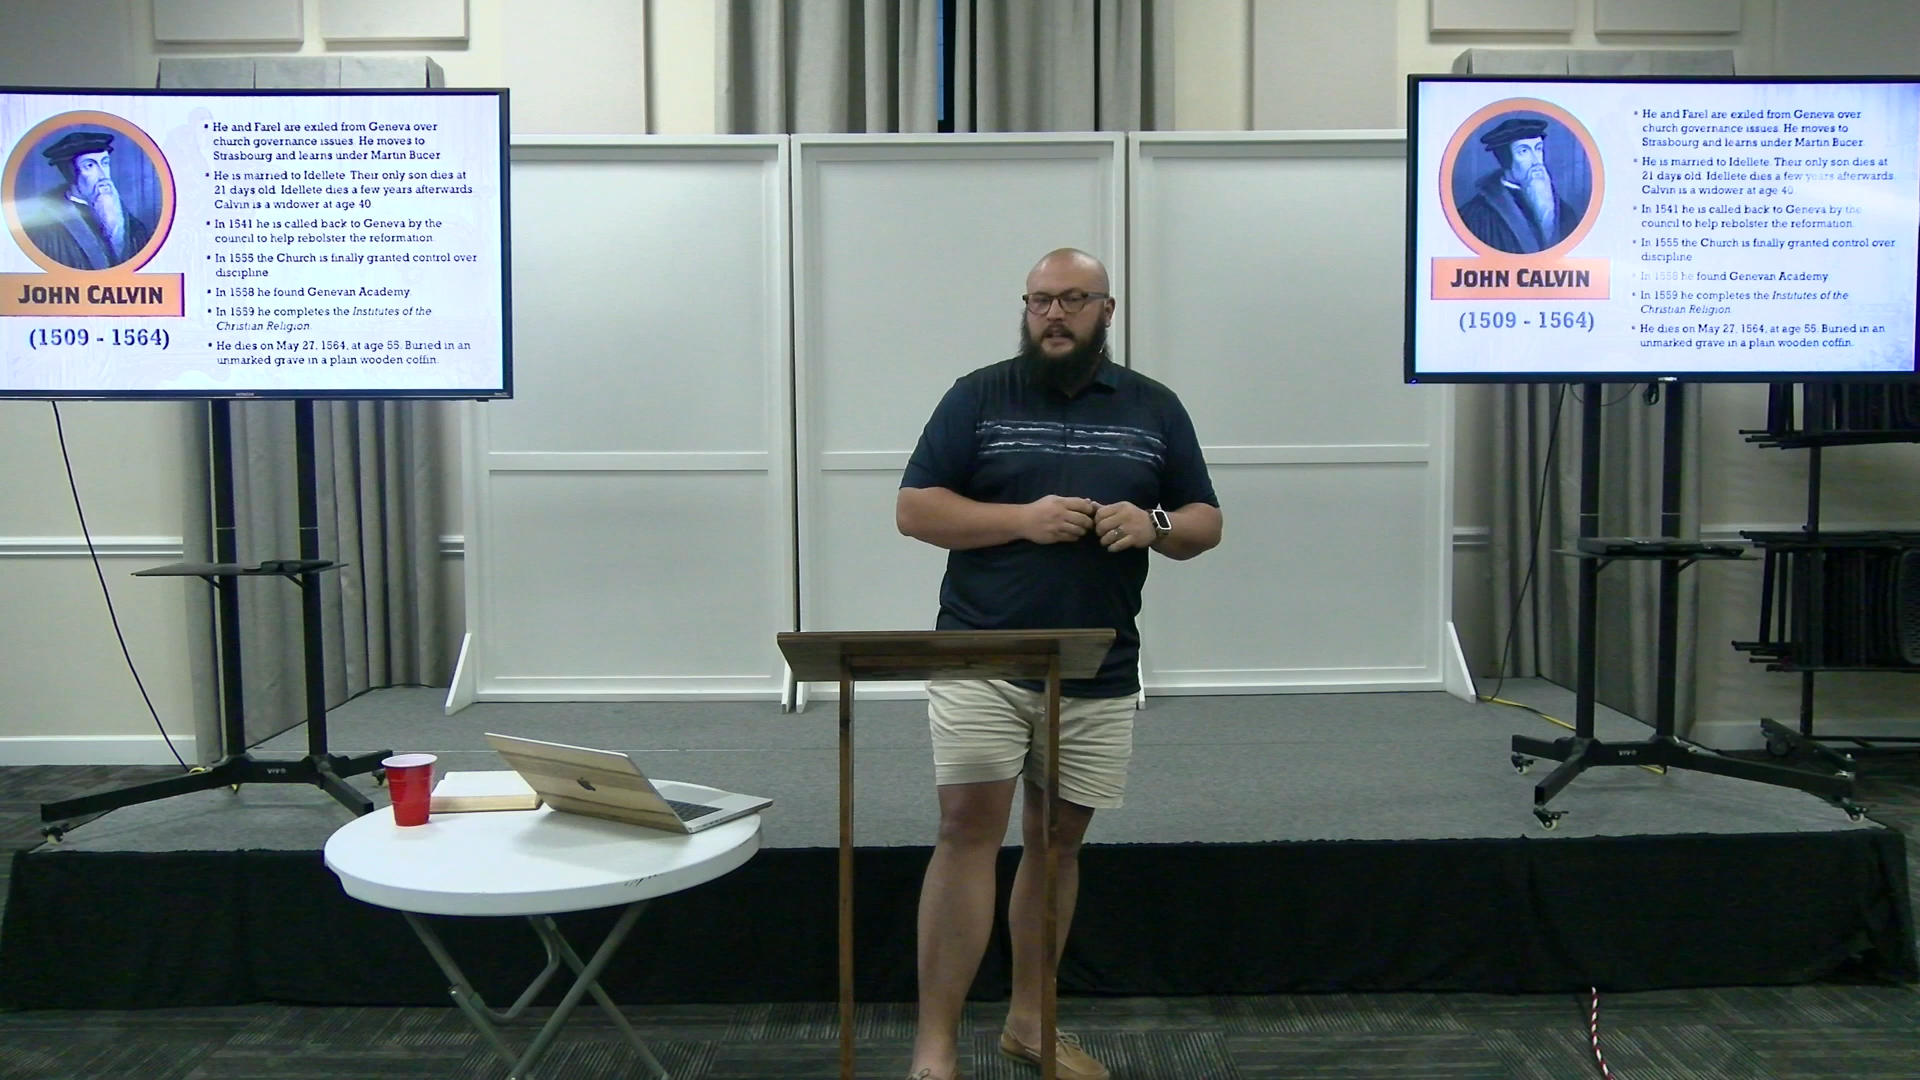 ▪ He and Farel are exiled from Geneva over
church governance issues. He moves to
Strasbourg and learns under Martin Bucer.
▪ He is married to Idellete. Their only son dies at
21 days old. Idellete dies a few years afterwards.
Calvin is a widower at age 40.
▪ In 1541 he is called back to Geneva by the
council to help rebolster the reformation.
▪ In 1555 the Church is finally granted control over
discipline
▪ In 1558 he found Genevan Academy.
▪ In 1559 he completes the Institutes of the
Christian Religion.
▪ He dies on May 27, 1564, at age 55. Buried in an
unmarked grave in a plain wooden coffin.
JOHN CALVIN
(1509 - 1564)
▪ He and Farel are exiled from Geneva over
church governance issues. He moves to
Strasbourg and learns under Martin Bucer.
▪ He is married to Idellete. Their only son dies at
21 days old. Idellete dies a few years afterwards.
Calvin is a widower at age 40.
▪ In 1541 he is called back to Geneva by the
council to help rebolster the reformation.
▪ In 1555 the Church is finally granted control over
discipline
▪ In 1558 he found Genevan Academy.
▪ In 1559 he completes the Institutes of the
Christian Religion.
▪ He dies on May 27, 1564, at age 55. Buried in an
unmarked grave in a plain wooden coffin.
JOHN CALVIN
(1509 - 1564)
VIVO
VIVO